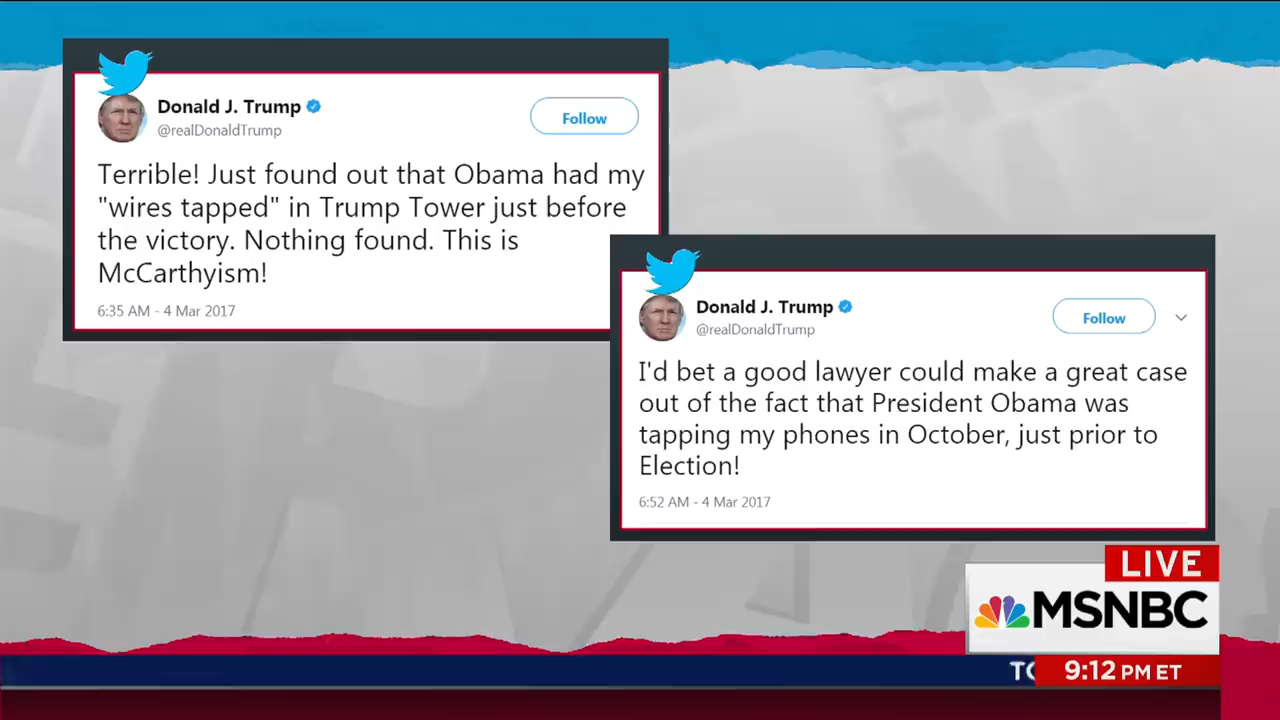 Donald J. Trump
@realDonaldTrump
Follow
Terrible! Just found out that Obama had my
"wires tapped" in Trump Tower just before
the victory. Nothing found. This is
McCarthyism!
6:35 AM - 4 Mar 2017
Donald J. Trump
@realDonaldTrump
Follow
I'd bet a good lawyer could make a great case
out of the fact that President Obama was
tapping my phones in October, just prior to
Election!
6:52 AM - 4 Mar 2017
LIVE
MSNBC
9:12 PM ET